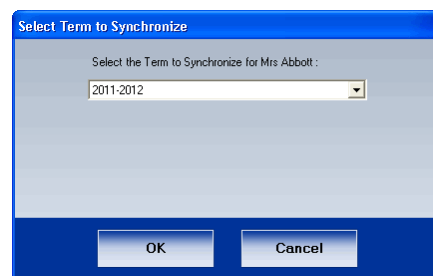 Select Term to Synchronize
Select the Term to Synchronize for Mrs Abbott :
2011-2012
OK Cancel